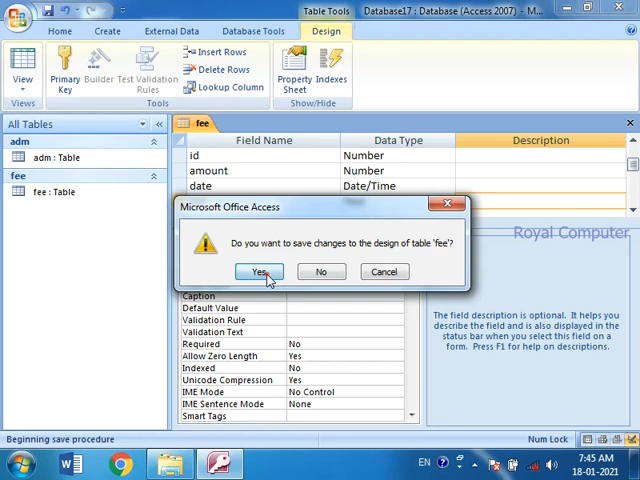 Table Tools Database17 : Database (Access 2007) - M...
Home Create External Data Database Tools Design
View
Primary Key
Builder
Test Validation Rules
Insert Rows
Delete Rows
Lookup Column
Property Sheet
Indexes
Views Tools Show/Hide
All Tables
adm
adm : Table
fee
fee : Table
fee
Field Name Data Type Description
id Number
amount Number
date Date/Time
Royal Computer
Microsoft Office Access
Do you want to save changes to the design of table 'fee'?
Yes No Cancel
Caption
Default Value
Validation Rule
Validation Text
Required No
Allow Zero Length Yes
Indexed No
Unicode Compression Yes
IME Mode No Control
IME Sentence Mode None
Smart Tags
The field description is optional. It helps you
describe the field and is also displayed in the
status bar when you select this field on a
form. Press F1 for help on descriptions.
Beginning save procedure Num Lock
EN 7:45 AM
18-01-2021